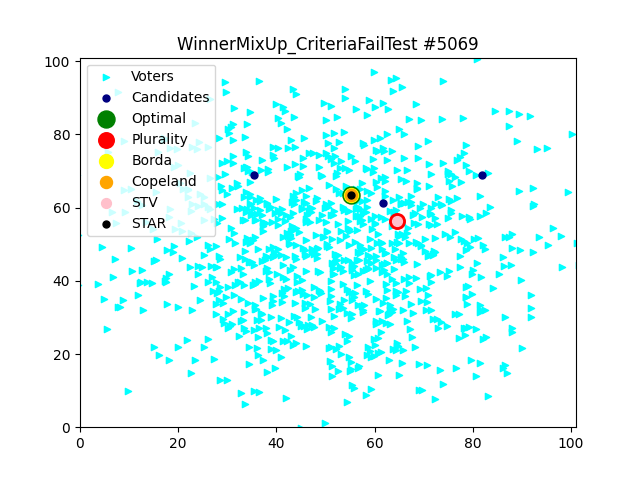 WinnerMixUp_CriteriaFailTest #5069
Voters
Candidates
Optimal
Plurality
Borda
Copeland
STV
STAR
100
80
60
40
20
0
0 20 40 60 80 100